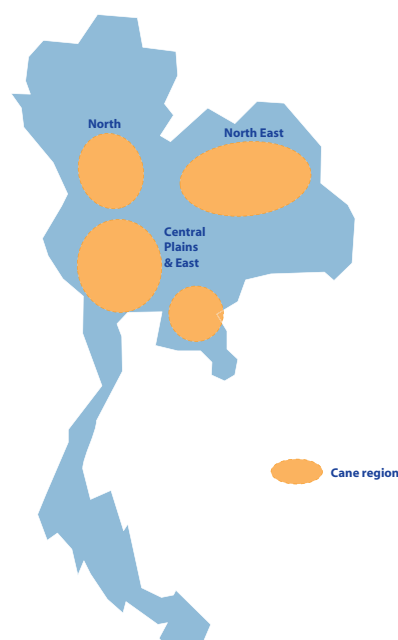 North
North East
Central
Plains
& East
Cane region